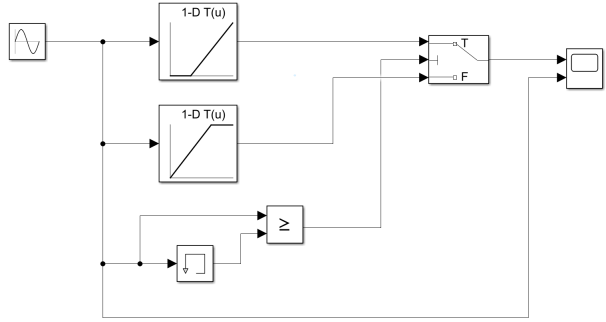 1-D T(u)
T
F
1-D T(u)
≥